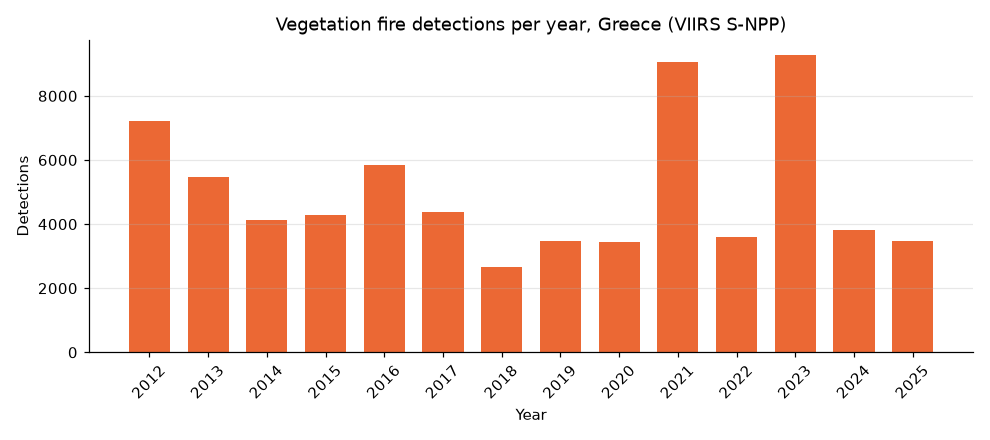 Vegetation fire detections per year, Greece (VIIRS S-NPP)
Detections
8000
6000
4000
2000
0
2012 2013 2014 2015 2016 2017 2018 2019 2020 2021 2022 2023 2024 2025
Year